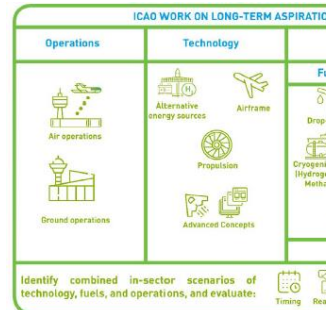 ICAO WORK ON LONG-TERM ASPIRATIO
Operations
Technology
Fu
Air operations
Ground operations
Alternative
energy sources
Airframe
Propulsion
Advanced Concepts
Drop-
Cryogeni
(Hydroge
Metha
Identify combined in-sector scenarios of
technology, fuels, and operations, and evaluate:
Timing
Rea